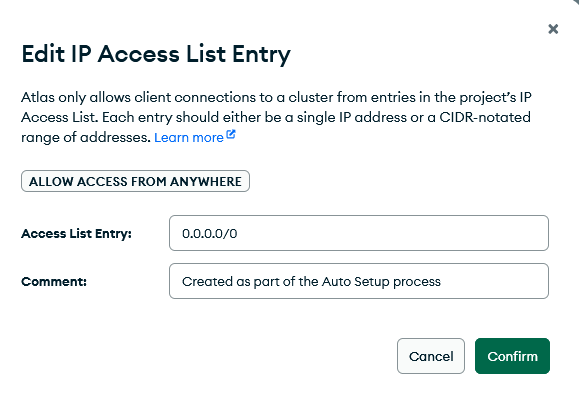 Edit IP Access List Entry
Atlas only allows client connections to a cluster from entries in the project's IP
Access List. Each entry should either be a single IP address or a CIDR-notated
range of addresses. Learn more
ALLOW ACCESS FROM ANYWHERE
Access List Entry: 0.0.0.0/0
Comment: Created as part of the Auto Setup process
Cancel Confirm